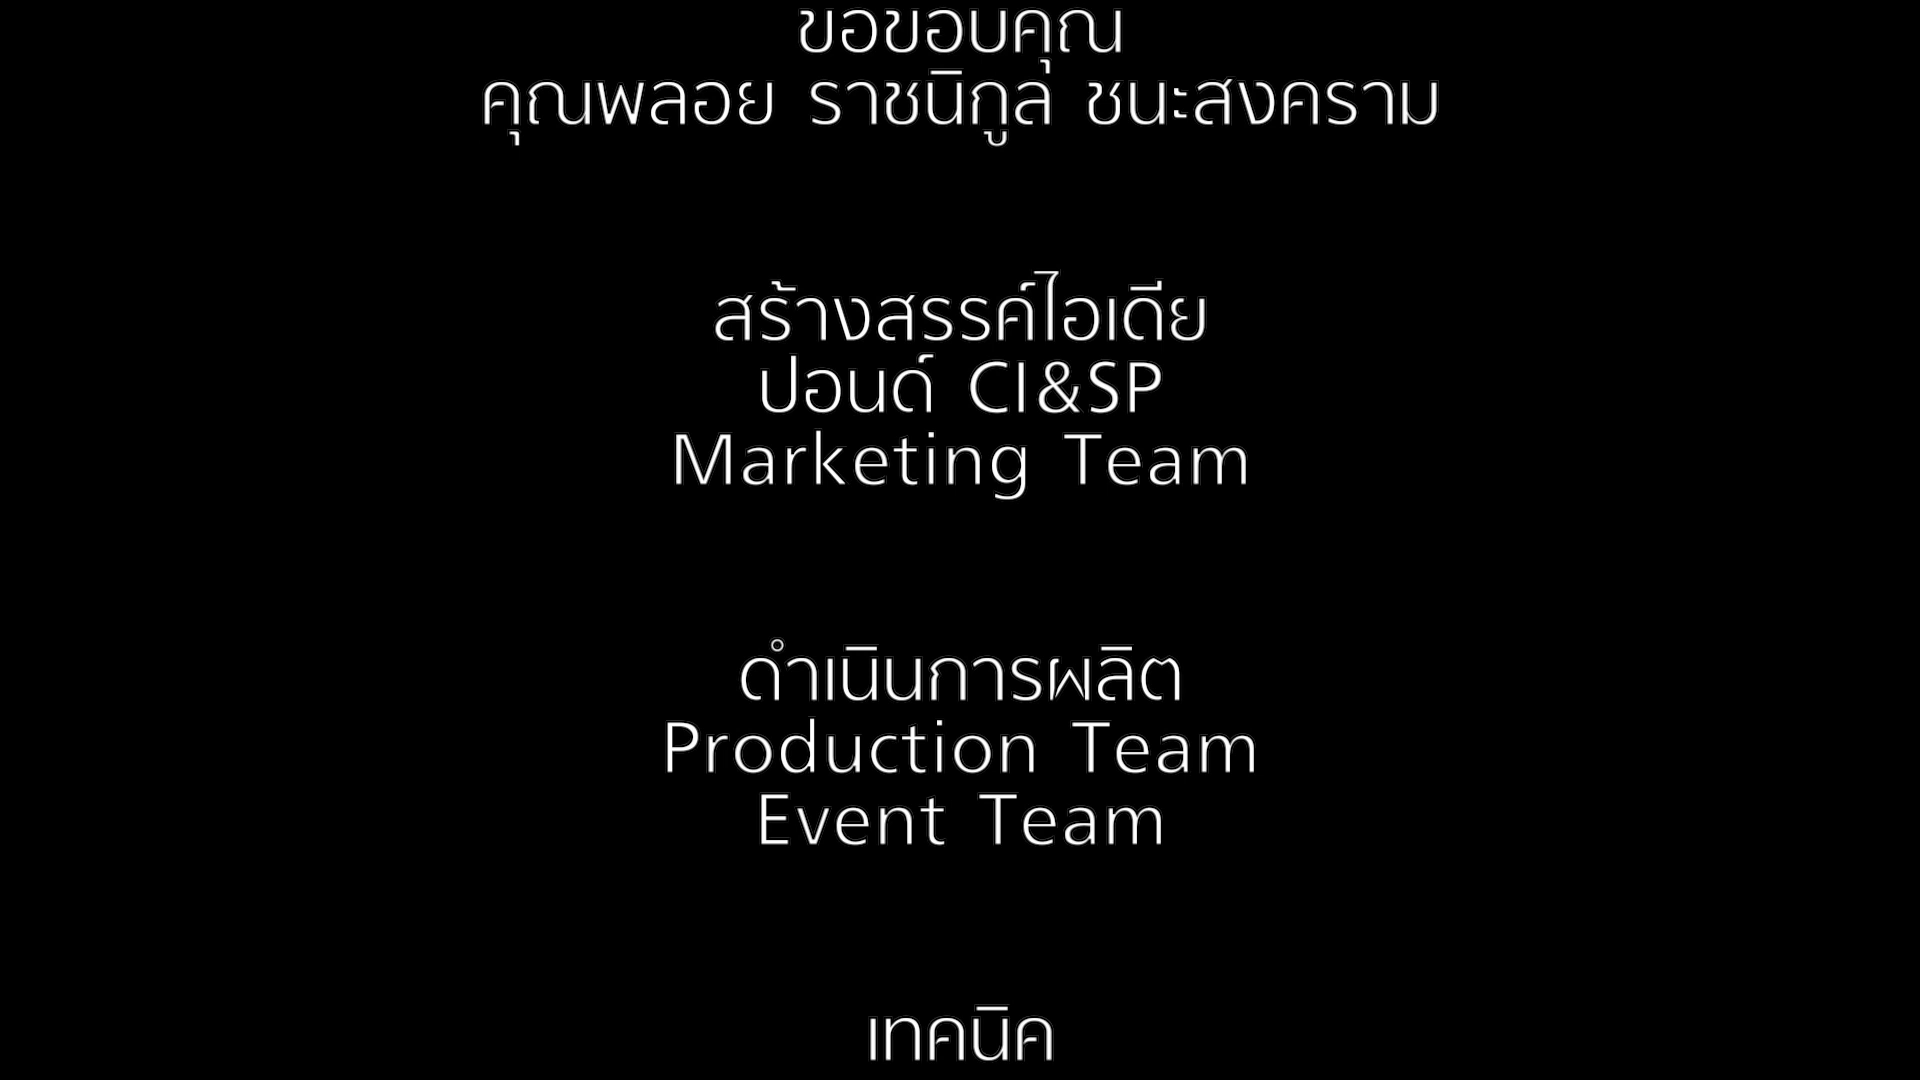 ขอขอบคุณ
คุณพลอย ราชนิกูล ชนะสงคราม
สร้างสรรค์ไอเดีย
ปอนด์ CI&SP
Marketing Team
ดำเนินการผลิต
Production Team
Event Team
เทคนิค